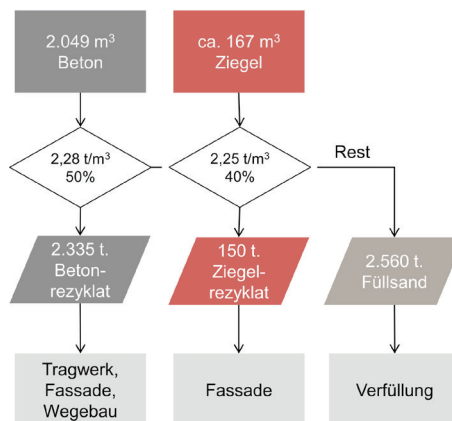 2.049 m³
Beton
ca. 167 m³
Ziegel
2,28 t/m³
50%
2,25 t/m³
40%
Rest
2.335 t.
Beton-
rezyklat
150 t.
Ziegel-
rezyklat
2.560 t.
Füllsand
Tragwerk,
Fassade,
Wegebau
Fassade
Verfüllung